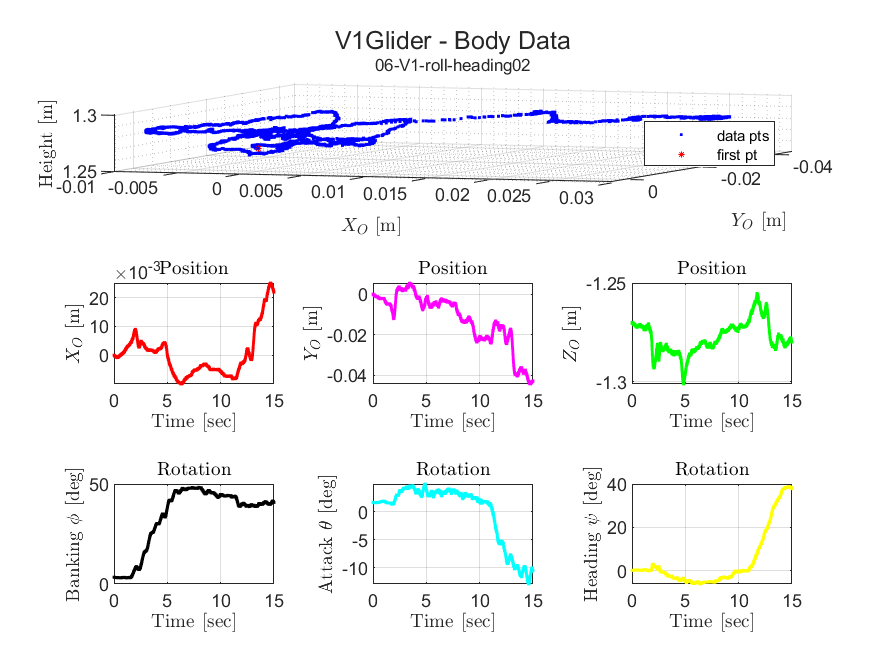 V1Glider - Body Data
06-V1-roll-heading02
Height [m]
1.3
1.25
-0.01 -0.005 0 0.005 0.01 0.015 0.02 0.025 0.03
0 -0.02 -0.04
X_O [m]
Y_O [m]
data pts
first pt
×10-3 Position
X_O [m]
20
10
0
0 5 10 15
Time [sec]
Position
Y_O [m]
0
-0.02
-0.04
0 5 10 15
Time [sec]
Position
Z_O [m]
-1.25
-1.3
0 5 10 15
Time [sec]
Rotation
Banking ϕ [deg]
50
0
0 5 10 15
Time [sec]
Rotation
Attack θ [deg]
0
-5
-10
0 5 10 15
Time [sec]
Rotation
Heading ψ [deg]
40
20
0
0 5 10 15
Time [sec]